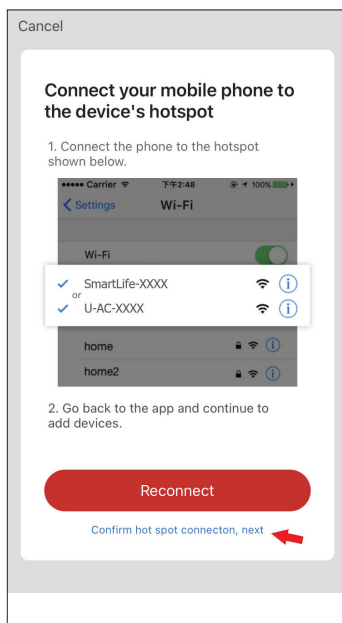 Cancel
Connect your mobile phone to
the device's hotspot
1. Connect the phone to the hotspot
shown below.
Carrier 下午2:48 100%
Settings Wi-Fi
Wi-Fi
SmartLife-XXXX
or
U-AC-XXXX
home
home2
2. Go back to the app and continue to
add devices.
Reconnect
Confirm hot spot connecton, next